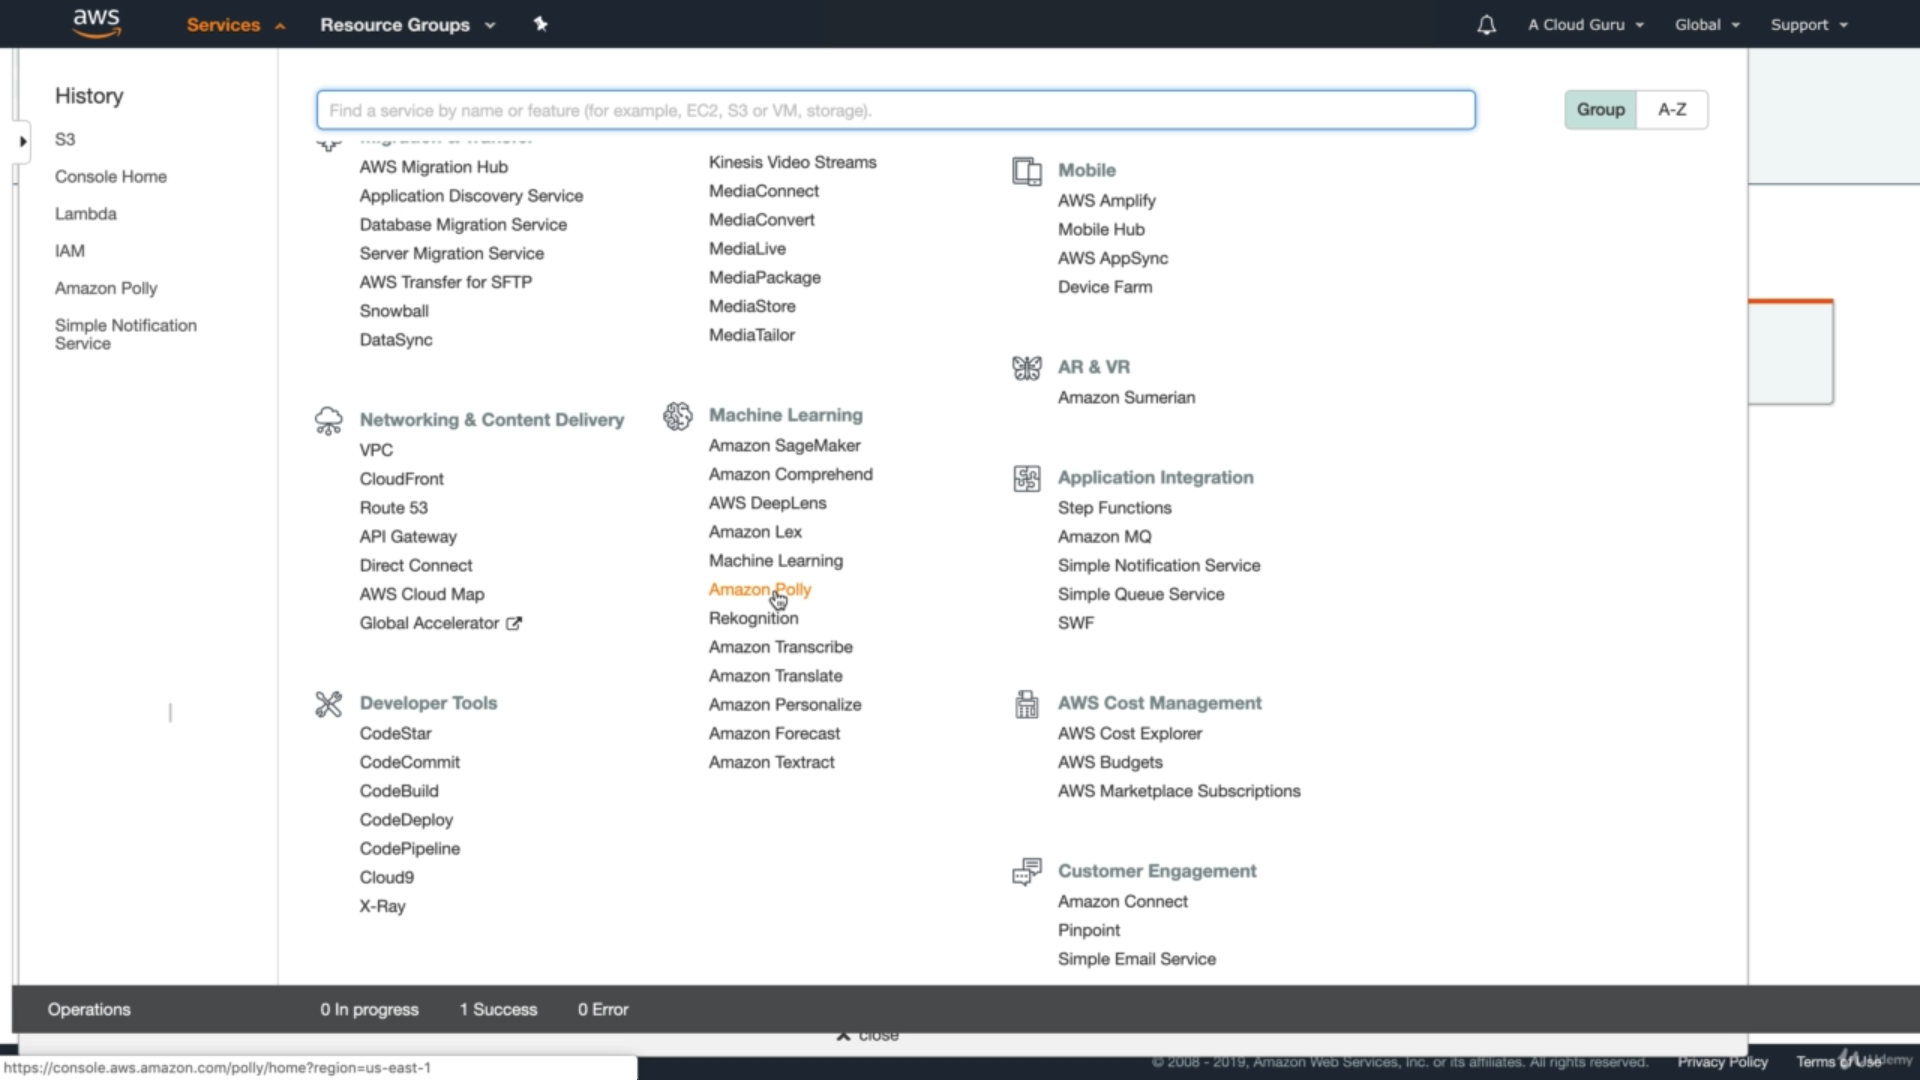 aws
Services
Resource Groups
A Cloud Guru
Global
Support
History
S3
Console Home
Lambda
IAM
Amazon Polly
Simple Notification
Service
Find a service by name or feature (for example, EC2, S3 or VM, storage).
Group
A-Z
Migration & Transfer
AWS Migration Hub
Application Discovery Service
Database Migration Service
Server Migration Service
AWS Transfer for SFTP
Snowball
DataSync
Networking & Content Delivery
VPC
CloudFront
Route 53
API Gateway
Direct Connect
AWS Cloud Map
Global Accelerator
Developer Tools
CodeStar
CodeCommit
CodeBuild
CodeDeploy
CodePipeline
Cloud9
X-Ray
Kinesis Video Streams
MediaConnect
MediaConvert
MediaLive
MediaPackage
MediaStore
MediaTailor
Machine Learning
Amazon SageMaker
Amazon Comprehend
AWS DeepLens
Amazon Lex
Machine Learning
Amazon Polly
Rekognition
Amazon Transcribe
Amazon Translate
Amazon Personalize
Amazon Forecast
Amazon Textract
Mobile
AWS Amplify
Mobile Hub
AWS AppSync
Device Farm
AR & VR
Amazon Sumerian
Application Integration
Step Functions
Amazon MQ
Simple Notification Service
Simple Queue Service
SWF
AWS Cost Management
AWS Cost Explorer
AWS Budgets
AWS Marketplace Subscriptions
Customer Engagement
Amazon Connect
Pinpoint
Simple Email Service
Operations
0 In progress
1 Success
0 Error
close
https://console.aws.amazon.com/polly/home?region=us-east-1
© 2008 - 2019, Amazon Web Services, Inc. or its affiliates. All rights reserved.
Privacy Policy
Terms of Use